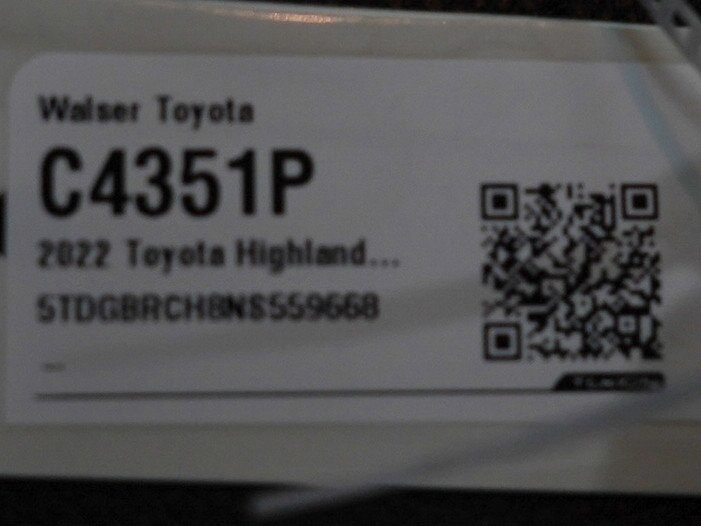 Walser Toyota
C4351P
2022 Toyota Highland...
5TDGBRCH8NS559668